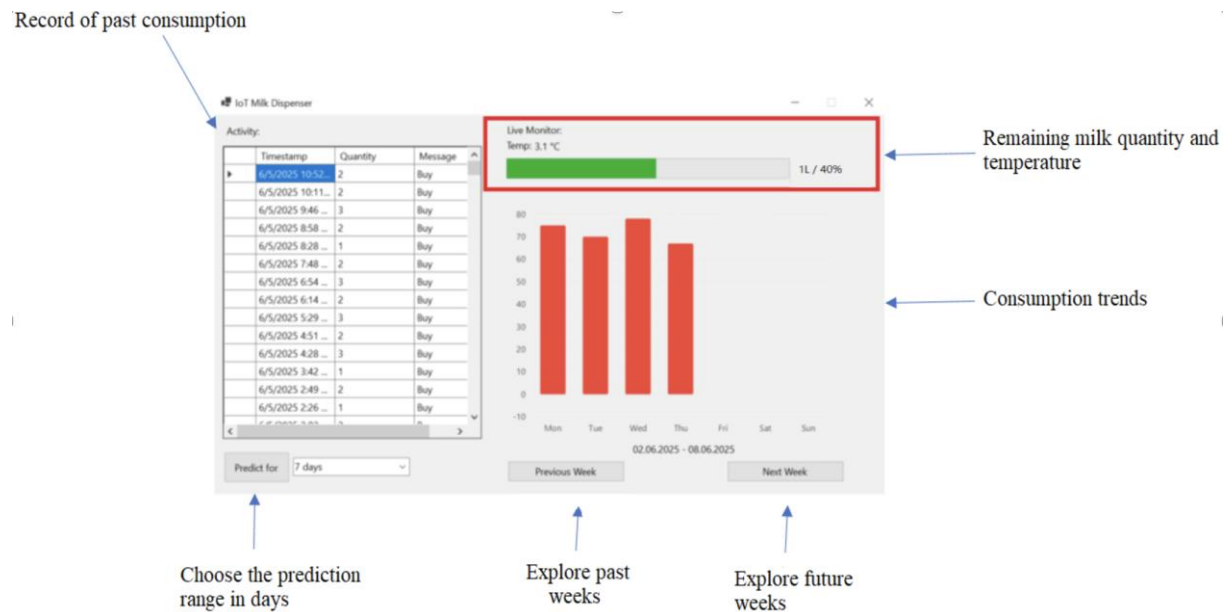 Record of past consumption
IoT Milk Dispenser
Activity:
Timestamp Quantity Message
6/5/2025 10:52... 2 Buy
6/5/2025 10:11... 2 Buy
6/5/2025 9:46 ... 3 Buy
6/5/2025 8:58 ... 2 Buy
6/5/2025 8:28 ... 1 Buy
6/5/2025 7:48 ... 2 Buy
6/5/2025 6:54 ... 3 Buy
6/5/2025 6:14 ... 2 Buy
6/5/2025 5:29 ... 3 Buy
6/5/2025 4:51 ... 2 Buy
6/5/2025 4:28 ... 3 Buy
6/5/2025 3:42 ... 1 Buy
6/5/2025 2:49 ... 2 Buy
6/5/2025 2:26 ... 1 Buy
Predict for
7 days
Live Monitor:
Temp: 3.1 °C
1L / 40%
80
70
60
50
40
30
20
10
0
-10
Mon Tue Wed Thu Fri Sat Sun
02.06.2025 - 08.06.2025
Previous Week
Next Week
Remaining milk quantity and
temperature
Consumption trends
Choose the prediction
range in days
Explore past
weeks
Explore future
weeks